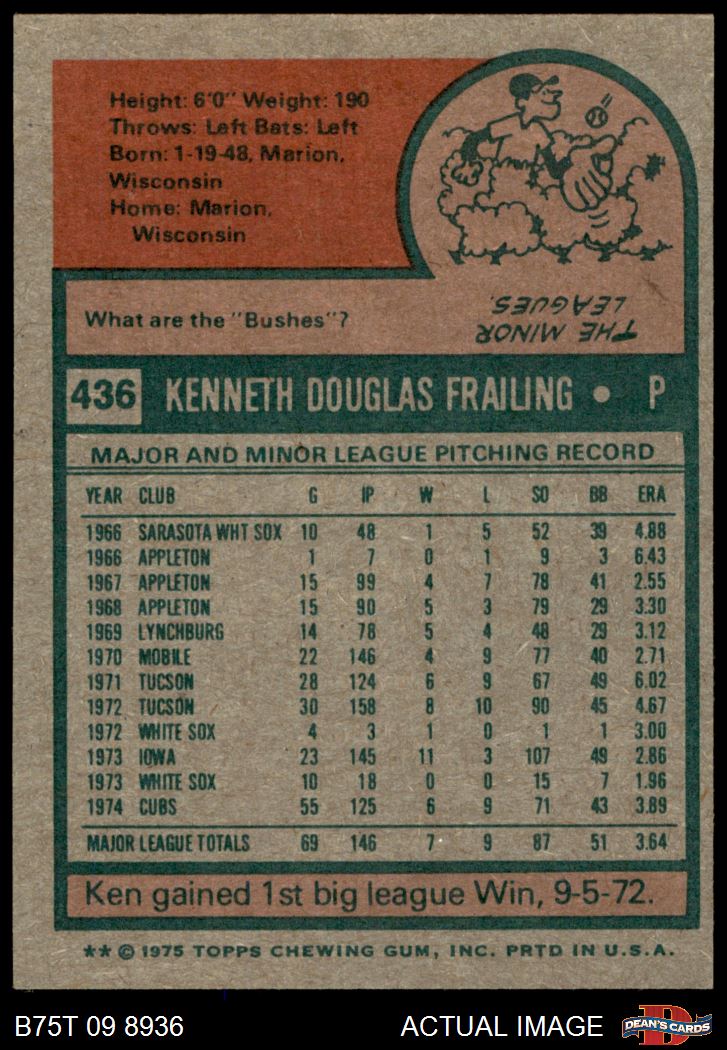 Height: 6'0" Weight: 190
Throws: Left Bats: Left
Born: 1-19-48, Marion,
Wisconsin
Home: Marion,
Wisconsin
What are the "Bushes"?
THE MINOR
LEAGUES.
436 KENNETH DOUGLAS FRAILING • P
MAJOR AND MINOR LEAGUE PITCHING RECORD
YEAR CLUB G IP W L SO BB ERA
1966 SARASOTA WHT SOX 10 48 1 5 52 39 4.88
1966 APPLETON 1 7 0 1 9 3 6.43
1967 APPLETON 15 99 4 7 78 41 2.55
1968 APPLETON 15 90 5 3 79 29 3.30
1969 LYNCHBURG 14 78 5 4 48 29 3.12
1970 MOBILE 22 146 4 9 77 40 2.71
1971 TUCSON 28 124 6 9 67 49 6.02
1972 TUCSON 30 158 8 10 90 45 4.67
1972 WHITE SOX 4 3 1 0 1 1 3.00
1973 IOWA 23 145 11 3 107 49 2.86
1973 WHITE SOX 10 18 0 0 15 7 1.96
1974 CUBS 55 125 6 9 71 43 3.89
MAJOR LEAGUE TOTALS 69 146 7 9 87 51 3.64
Ken gained 1st big league Win, 9-5-72.
** © 1975 TOPPS CHEWING GUM, INC. PRTD IN U.S.A.
B75T 09 8936 ACTUAL IMAGE D DEAN'S CARDS